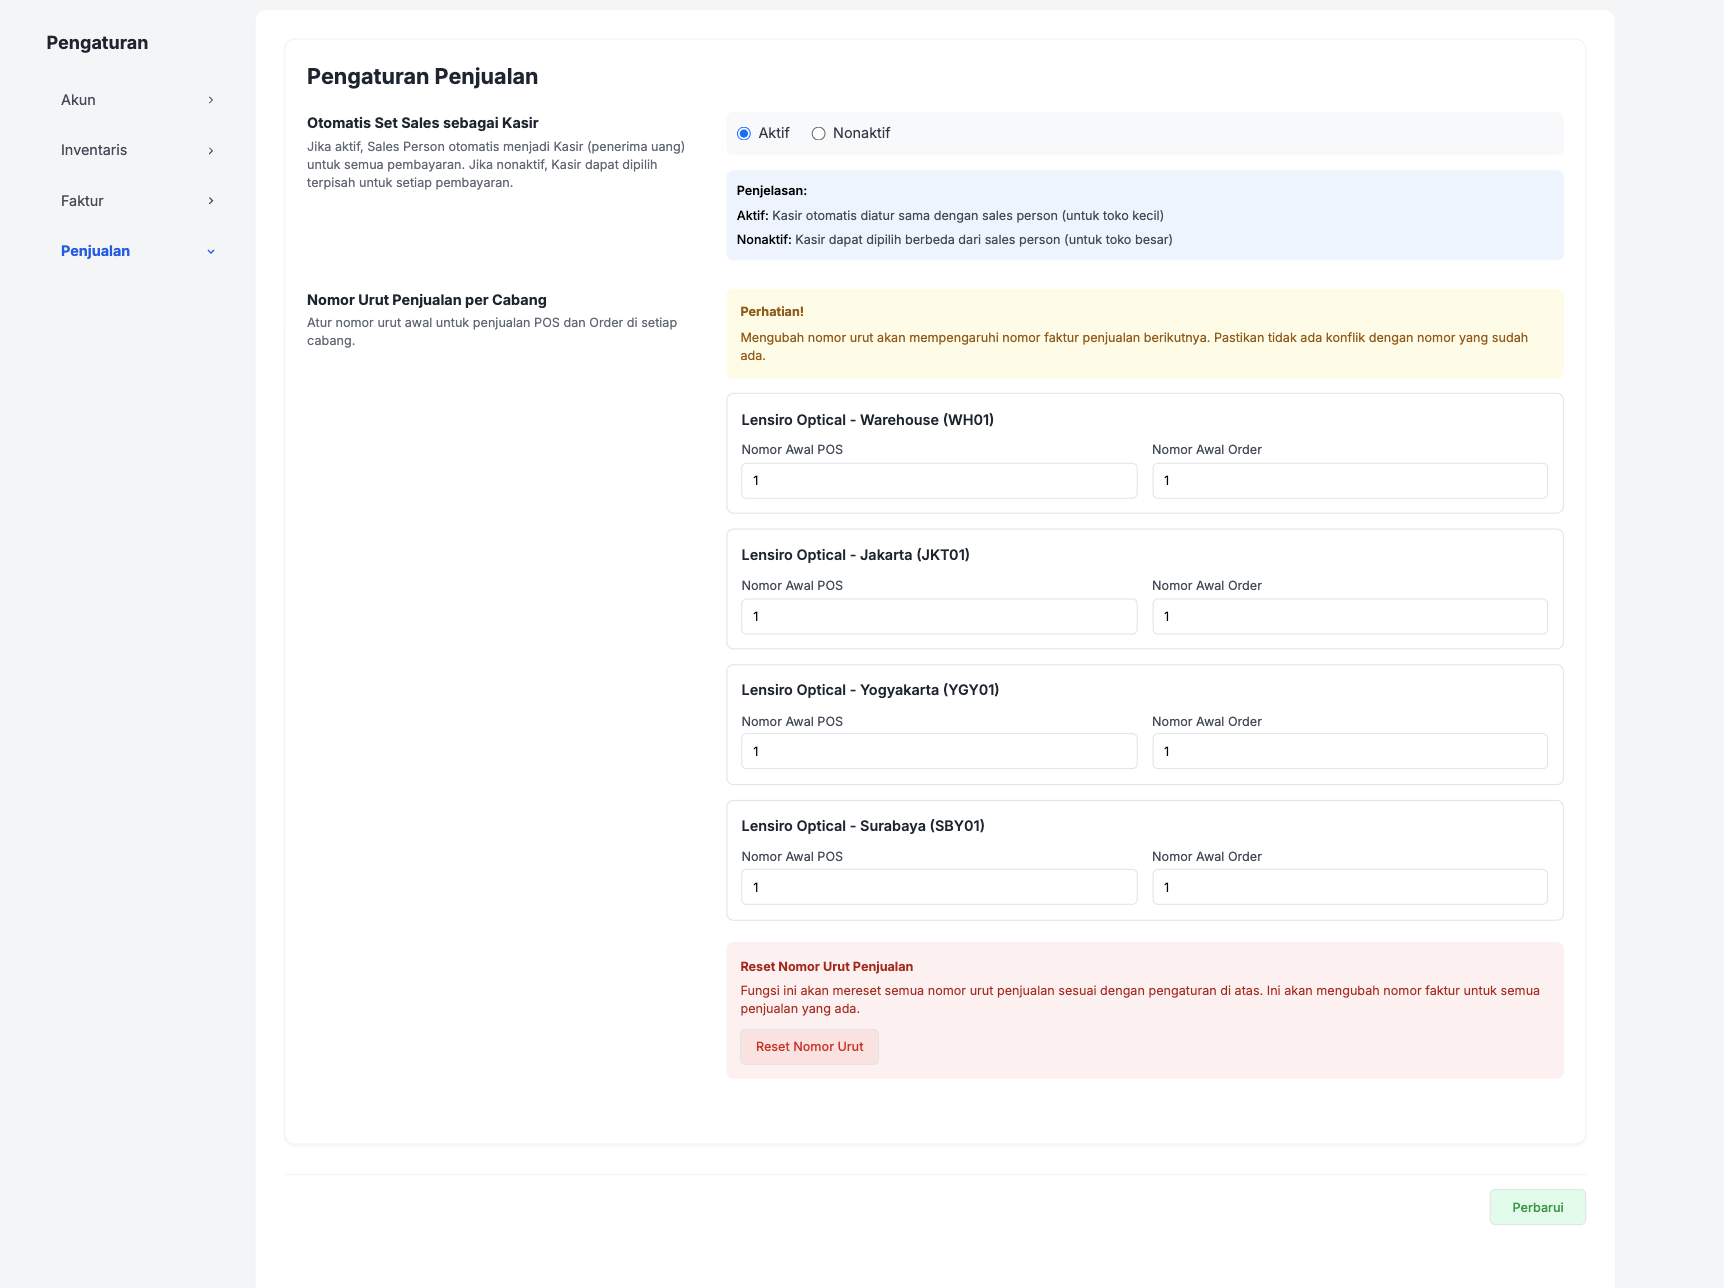 Pengaturan
Akun
Inventaris
Faktur
Penjualan
Pengaturan Penjualan
Otomatis Set Sales sebagai Kasir
Jika aktif, Sales Person otomatis menjadi Kasir (penerima uang)
untuk semua pembayaran. Jika nonaktif, Kasir dapat dipilih
terpisah untuk setiap pembayaran.
Aktif Nonaktif
Penjelasan:
Aktif: Kasir otomatis diatur sama dengan sales person (untuk toko kecil)
Nonaktif: Kasir dapat dipilih berbeda dari sales person (untuk toko besar)
Nomor Urut Penjualan per Cabang
Atur nomor urut awal untuk penjualan POS dan Order di setiap
cabang.
Perhatian!
Mengubah nomor urut akan mempengaruhi nomor faktur penjualan berikutnya. Pastikan tidak ada konflik dengan nomor yang sudah
ada.
Lensiro Optical - Warehouse (WH01)
Nomor Awal POS Nomor Awal Order
1 1
Lensiro Optical - Jakarta (JKT01)
Nomor Awal POS Nomor Awal Order
1 1
Lensiro Optical - Yogyakarta (YGY01)
Nomor Awal POS Nomor Awal Order
1 1
Lensiro Optical - Surabaya (SBY01)
Nomor Awal POS Nomor Awal Order
1 1
Reset Nomor Urut Penjualan
Fungsi ini akan mereset semua nomor urut penjualan sesuai dengan pengaturan di atas. Ini akan mengubah nomor faktur untuk semua
penjualan yang ada.
Reset Nomor Urut
Perbarui